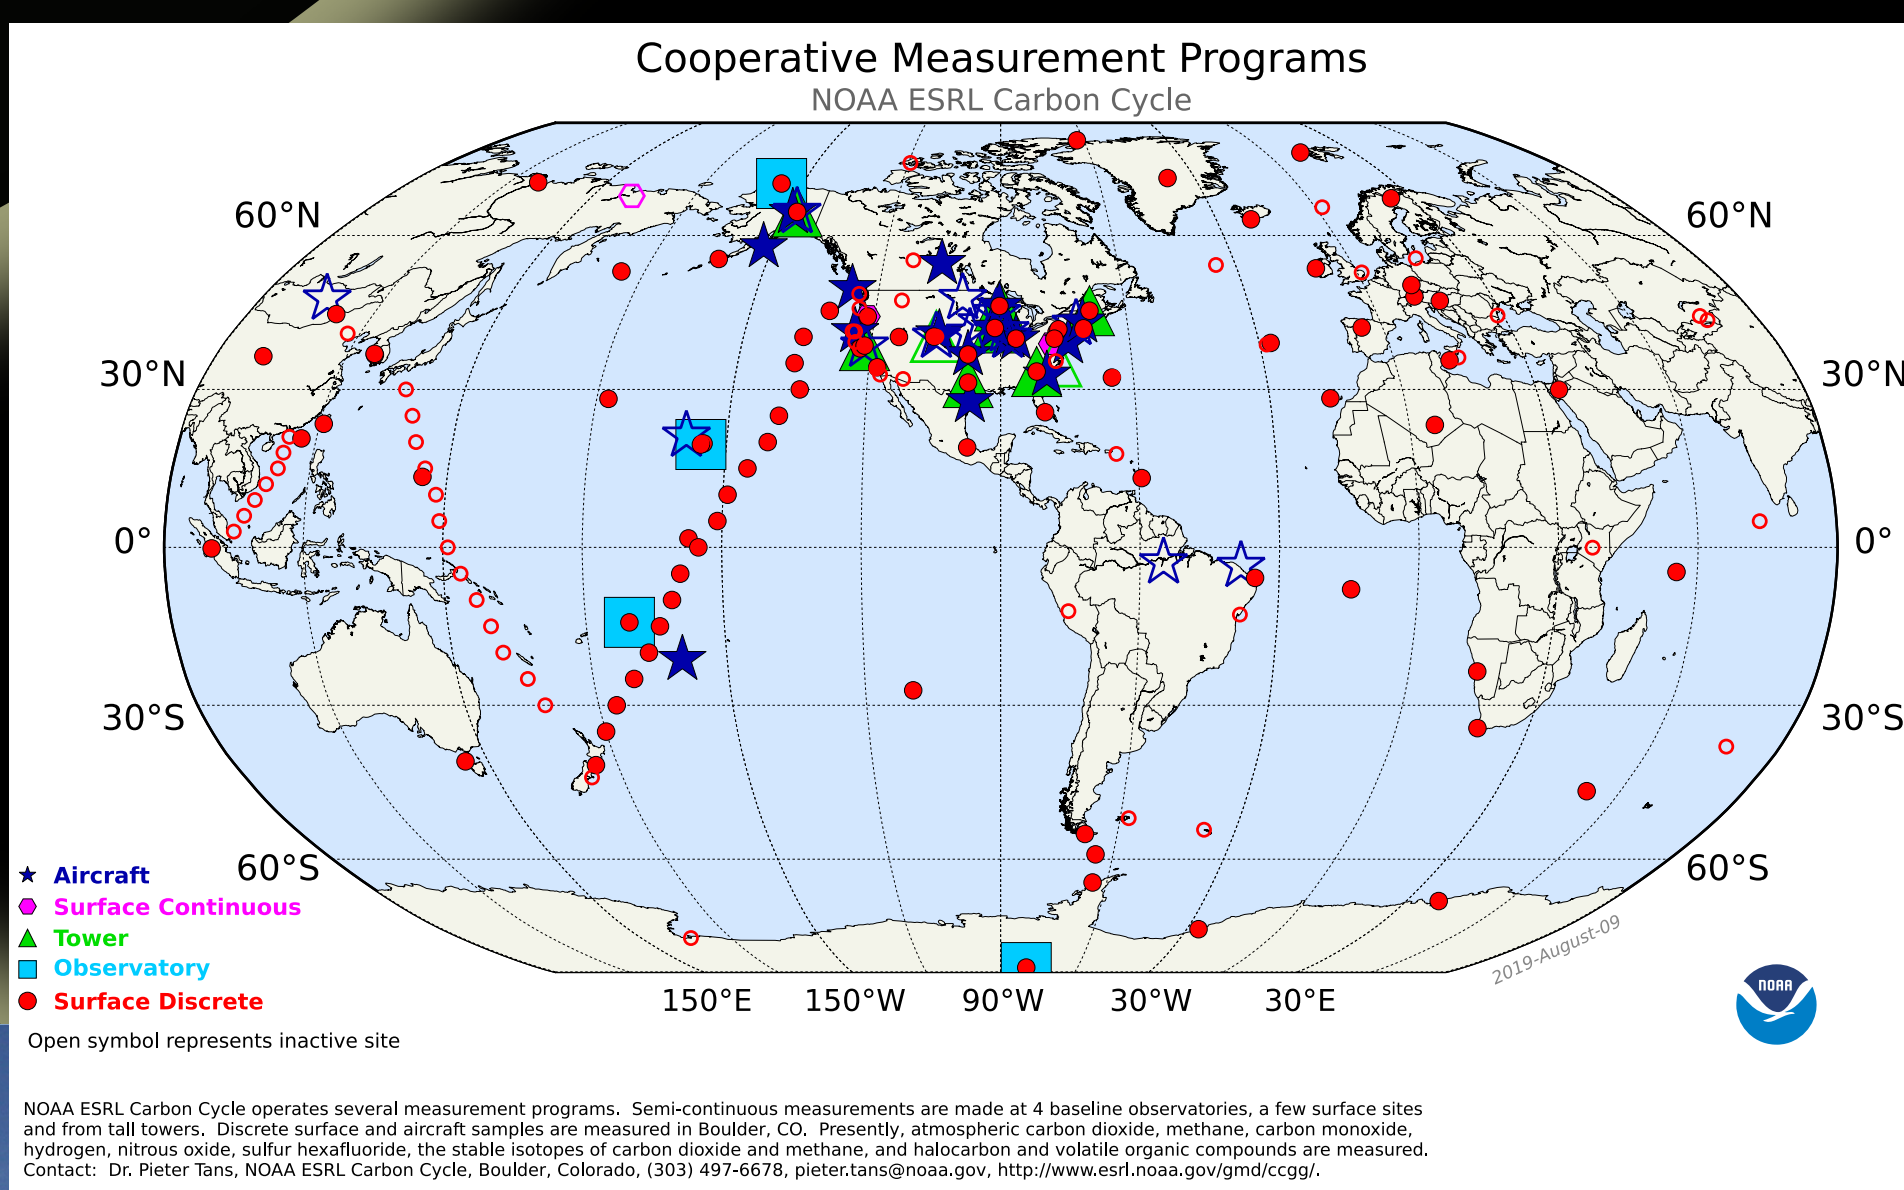 Cooperative Measurement Programs
NOAA ESRL Carbon Cycle
60°N
60°N
30°N
30°N
0°
0°
30°S
30°S
60°S
60°S
150°E
150°W
90°W
30°W
30°E
2019-August-09
NOAA
Aircraft
Surface Continuous
Tower
Observatory
Surface Discrete
Open symbol represents inactive site
NOAA ESRL Carbon Cycle operates several measurement programs.  Semi-continuous measurements are made at 4 baseline observatories, a few surface sites
and from tall towers.  Discrete surface and aircraft samples are measured in Boulder, CO.  Presently, atmospheric carbon dioxide, methane, carbon monoxide,
hydrogen, nitrous oxide, sulfur hexafluoride, the stable isotopes of carbon dioxide and methane, and halocarbon and volatile organic compounds are measured.
Contact:  Dr. Pieter Tans, NOAA ESRL Carbon Cycle, Boulder, Colorado, (303) 497-6678, pieter.tans@noaa.gov, http://www.esrl.noaa.gov/gmd/ccgg/.